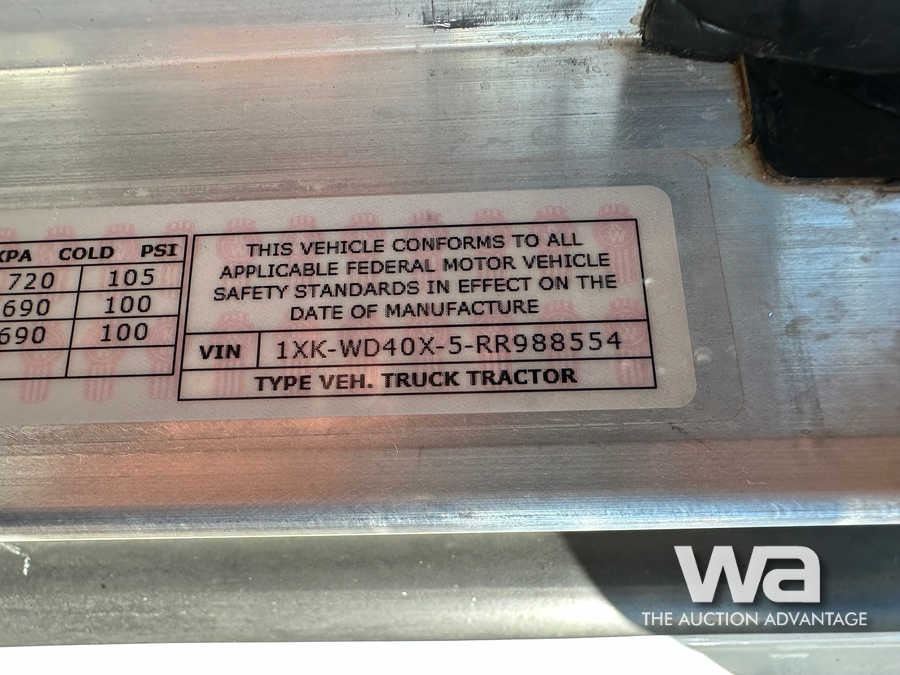 KPA COLD PSI
720 105
690 100
690 100
THIS VEHICLE CONFORMS TO ALL
APPLICABLE FEDERAL MOTOR VEHICLE
SAFETY STANDARDS IN EFFECT ON THE
DATE OF MANUFACTURE
VIN 1XK-WD40X-5-RR988554
TYPE VEH. TRUCK TRACTOR
wa
THE AUCTION ADVANTAGE